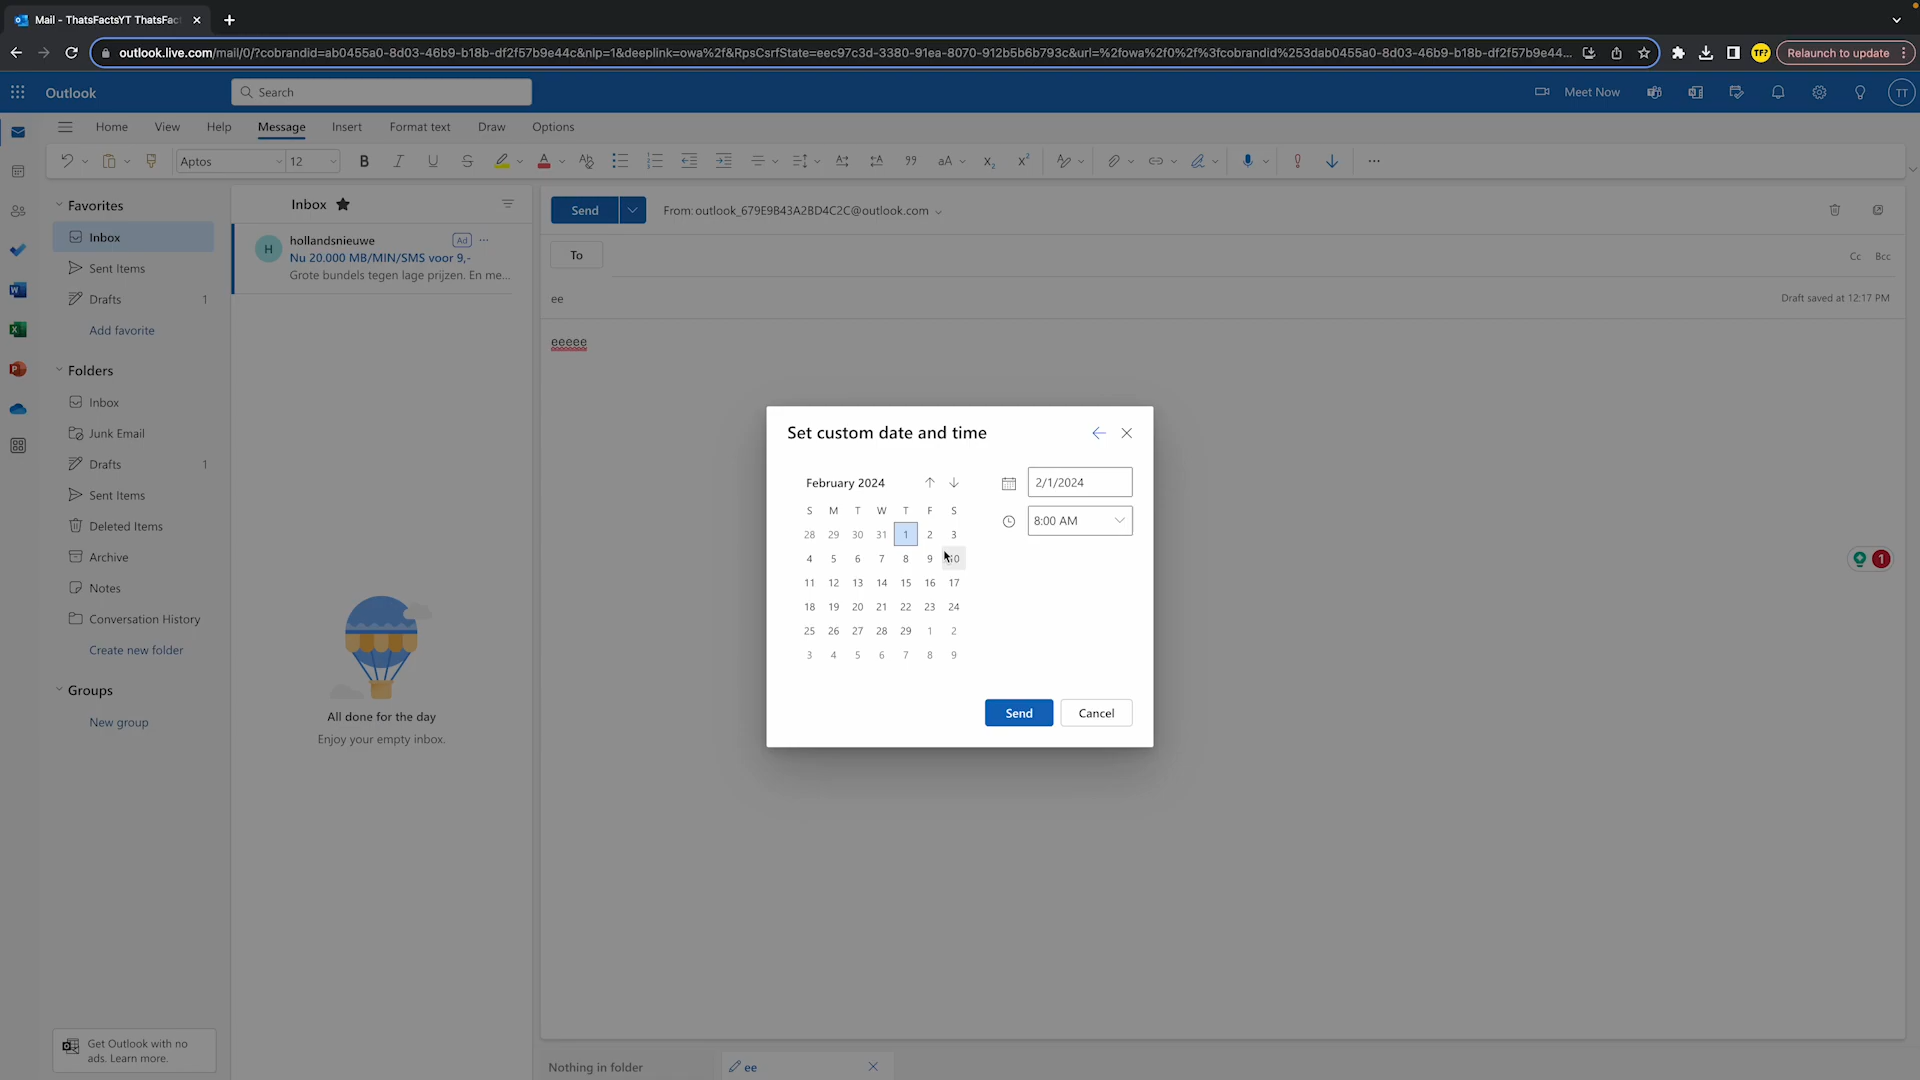 Mail - ThatsFactsYT ThatsFac
outlook.live.com/mail/0/?cobrandid=ab0455a0-8d03-46b9-b18b-df2f57b9e44c&nlp=1&deeplink=owa%2f&RpsCsrfState=eec97c3d-3380-91ea-8070-912b5b6b793c&url=%2fowa%2f0%2f%3fcobrandid%253dab0455a0-8d03-46b9-b18b-df2f57b9e44...
TF?
Relaunch to update
Outlook
Search
Meet Now
TT
Home View Help Message Insert Format text Draw Options
Aptos 12
Favorites
Inbox
Sent Items
Drafts 1
Add favorite
Folders
Inbox
Junk Email
Drafts 1
Sent Items
Deleted Items
Archive
Notes
Conversation History
Create new folder
Groups
New group
Get Outlook with no
ads. Learn more.
Inbox
H
hollandsnieuwe Ad
Nu 20.000 MB/MIN/SMS voor 9,-
Grote bundels tegen lage prijzen. En me...
All done for the day
Enjoy your empty inbox.
Send From: outlook_679E9B43A2BD4C2C@outlook.com
To Cc Bcc
ee Draft saved at 12:17 PM
eeeee
Set custom date and time
February 2024
S M T W T F S
28 29 30 31 1 2 3
4 5 6 7 8 9 10
11 12 13 14 15 16 17
18 19 20 21 22 23 24
25 26 27 28 29 1 2
3 4 5 6 7 8 9
2/1/2024
8:00 AM
Send Cancel
1
Nothing in folder
ee